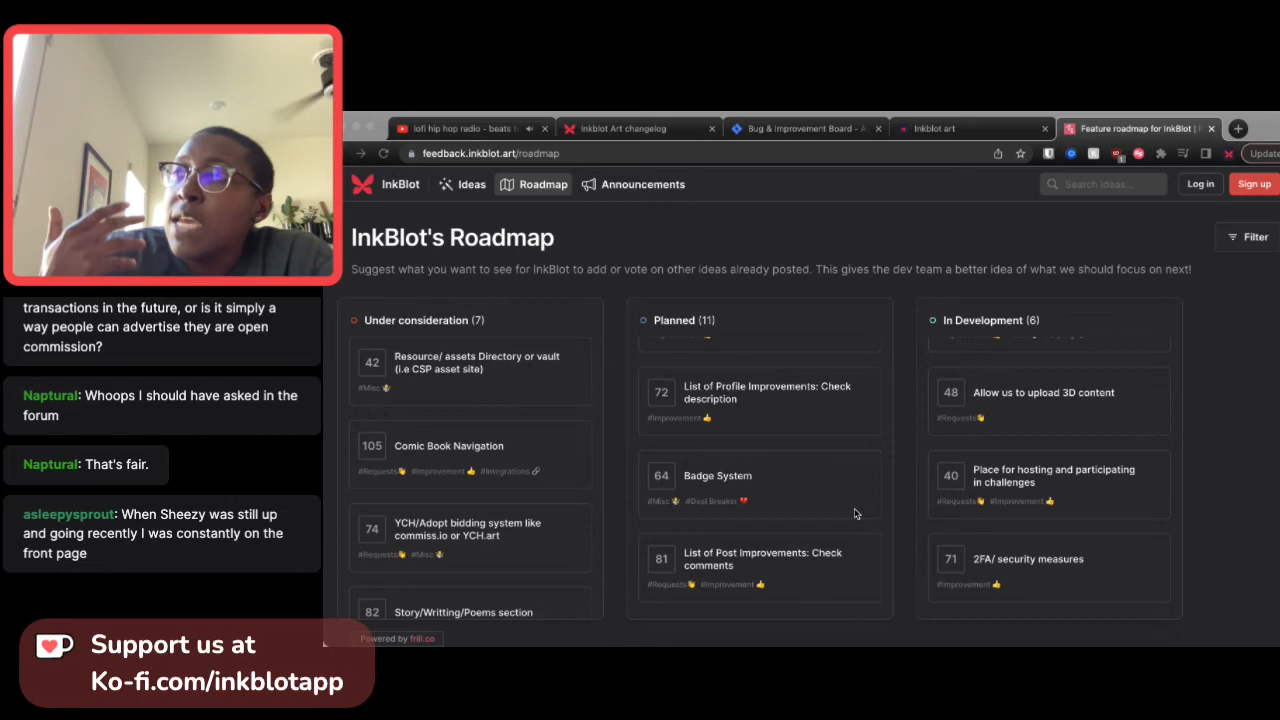 lofi hip hop radio - beats t
Inkblot Art changelog
Bug & Improvement Board - A
Inkblot art
Feature roadmap for InkBlot |
feedback.inkblot.art/roadmap
Update
InkBlot
Ideas
Roadmap
Announcements
Search ideas...
Log in
Sign up
InkBlot's Roadmap
Filter
Suggest what you want to see for InkBlot to add or vote on other ideas already posted. This gives the dev team a better idea of what we should focus on next!
Under consideration (7)
42
Resource/ assets Directory or vault
(i.e CSP asset site)
#Misc
105
Comic Book Navigation
#Requests #Improvement #Integrations
74
YCH/Adopt bidding system like
commiss.io or YCH.art
#Requests #Misc
82
Story/Writting/Poems section
Planned (11)
72
List of Profile Improvements: Check
description
#Improvement
64
Badge System
#Misc #Deal Breaker
81
List of Post Improvements: Check
comments
#Requests #Improvement
In Development (6)
48
Allow us to upload 3D content
#Requests
40
Place for hosting and participating
in challenges
#Requests #Improvement
71
2FA/ security measures
#Improvement
Powered by frill.co
transactions in the future, or is it simply a
way people can advertise they are open
commission?
Naptural: Whoops I should have asked in the
forum
Naptural: That's fair.
asleepysprout: When Sheezy was still up
and going recently I was constantly on the
front page
Support us at
Ko-fi.com/inkblotapp